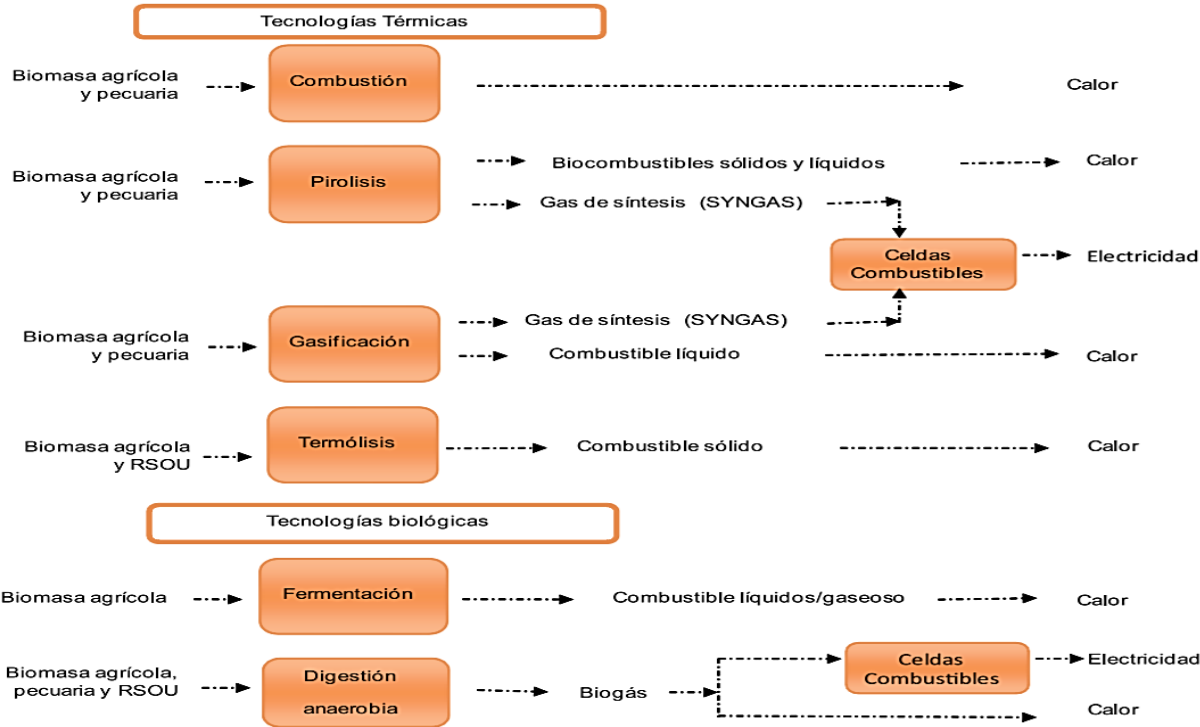 Tecnologías Térmicas
Biomasa agrícola
y pecuaria
Combustión
Calor
Biomasa agrícola
y pecuaria
Pirolisis
Biocombustibles sólidos y líquidos
Calor
Gas de síntesis (SYNGAS)
Celdas
Combustibles
Electricidad
Biomasa agrícola
y pecuaria
Gasificación
Gas de síntesis (SYNGAS)
Combustible líquido
Calor
Biomasa agrícola
y RSOU
Termólisis
Combustible sólido
Calor
Tecnologías biológicas
Biomasa agrícola
Fermentación
Combustible líquidos/gaseoso
Calor
Biomasa agrícola,
pecuaria y RSOU
Digestión
anaerobia
Biogás
Celdas
Combustibles
Electricidad
Calor